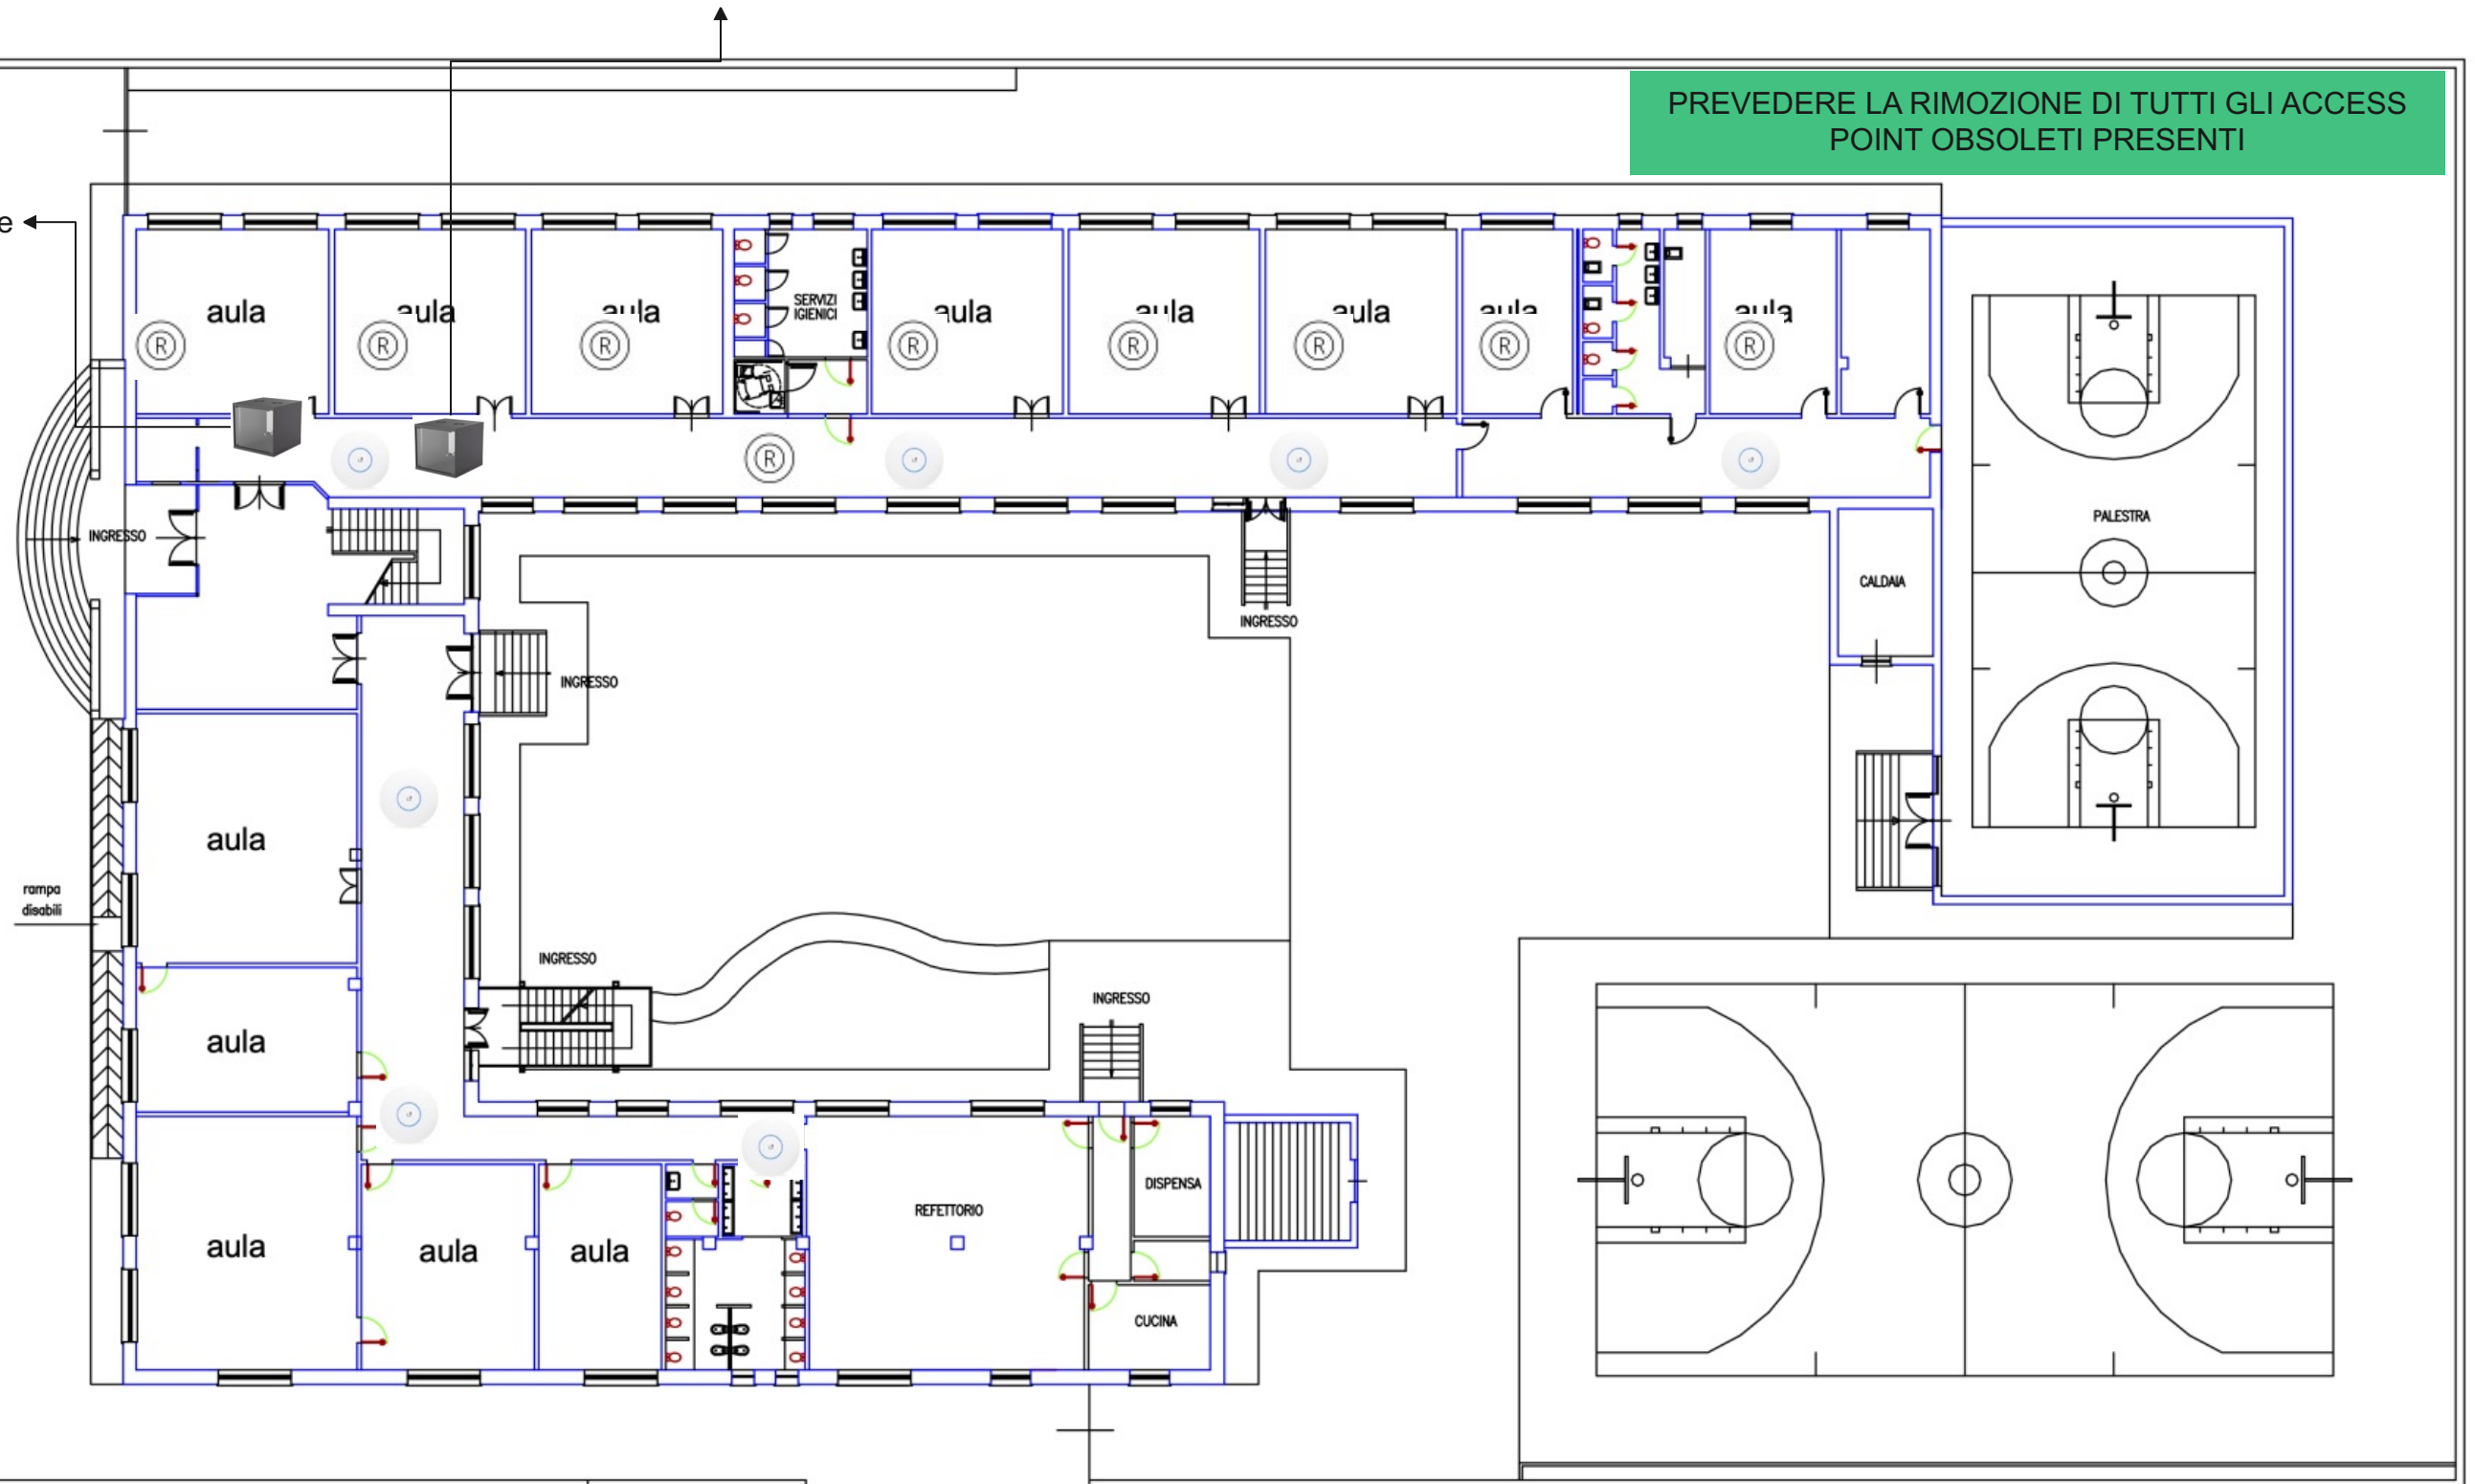 PREVEDERE LA RIMOZIONE DI TUTTI GLI ACCESS
POINT OBSOLETI PRESENTI
e
aula
aula
aula
SERVIZI
IGIENICI
aula
aula
aula
aula
aula
R
R
R
R
R
R
R
R
R
INGRESSO
PALESTRA
CALDAIA
INGRESSO
INGRESSO
aula
rampa
disabili
INGRESSO
INGRESSO
aula
DISPENSA
REFETTORIO
aula
aula
aula
CUCINA